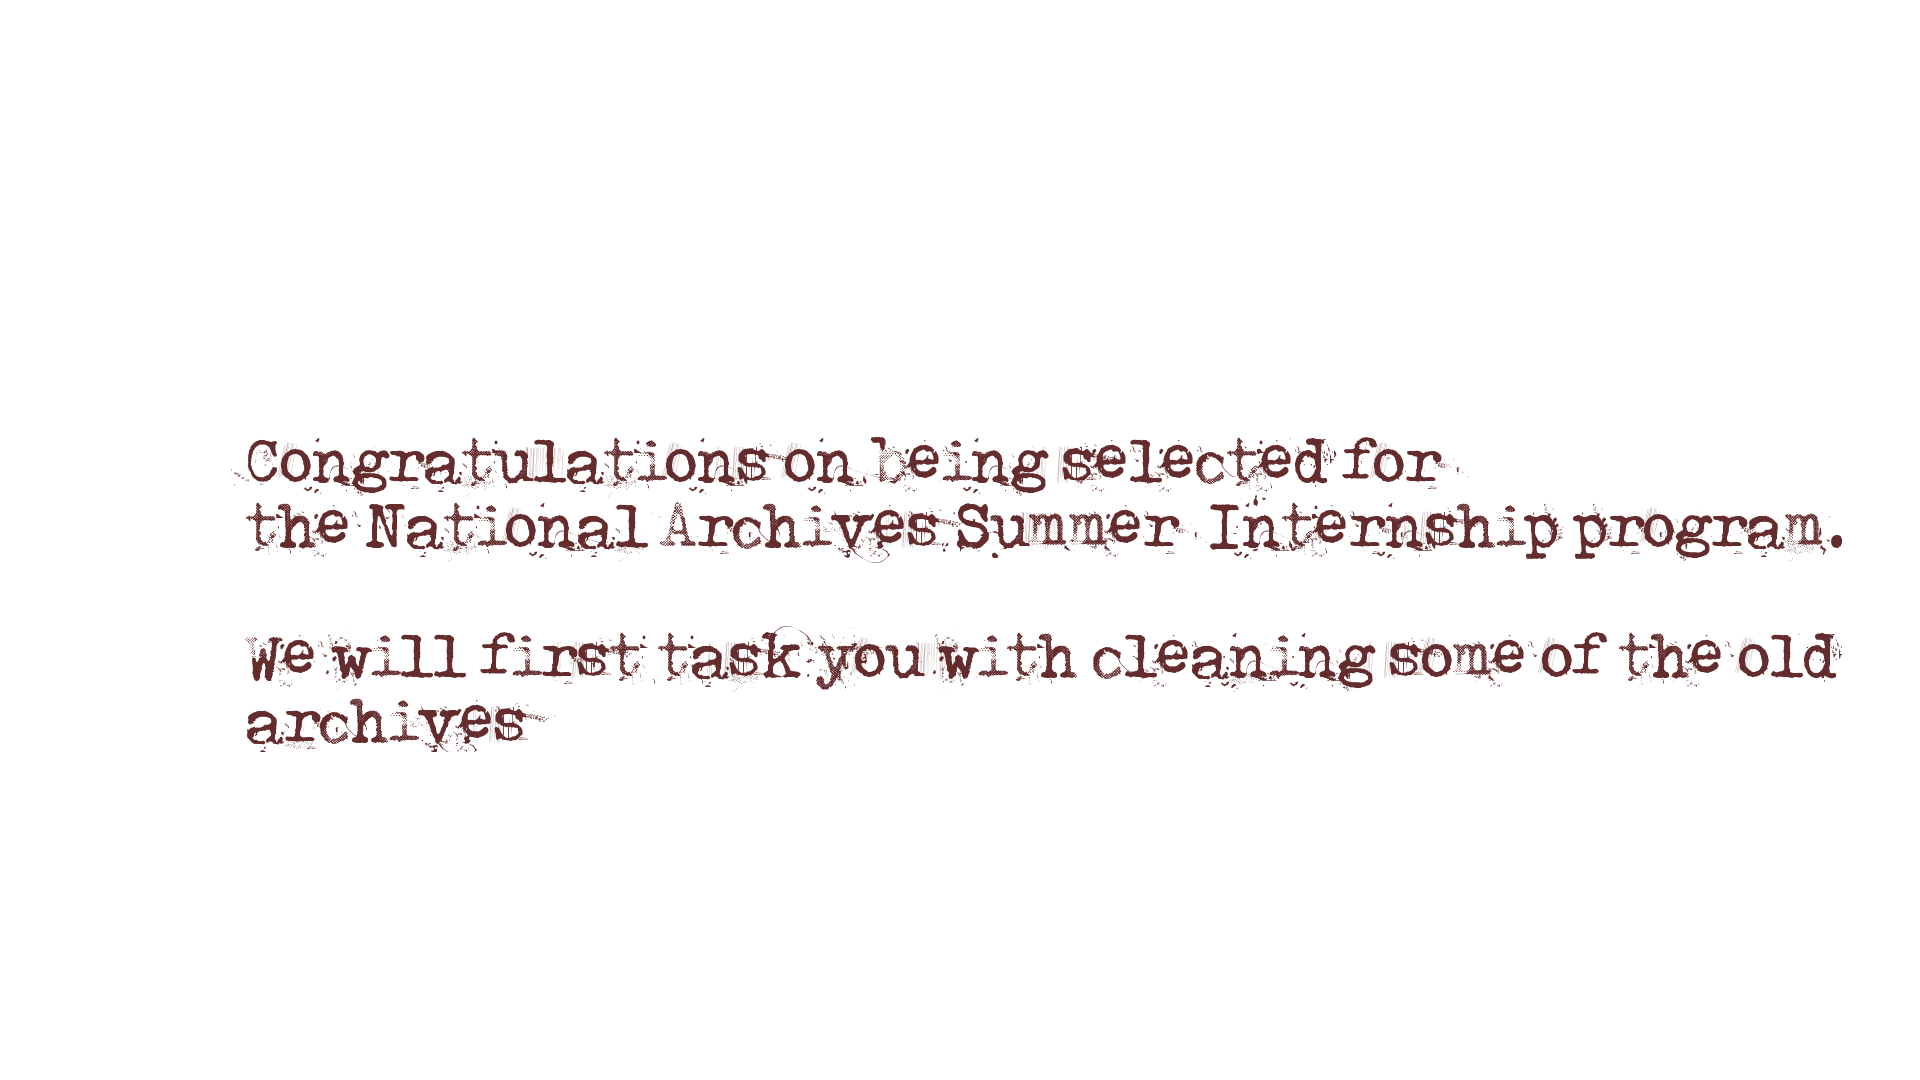 Congratulations on being selected for
the National Archives Summer Internship program.
We will first task you with cleaning some of the old
archives